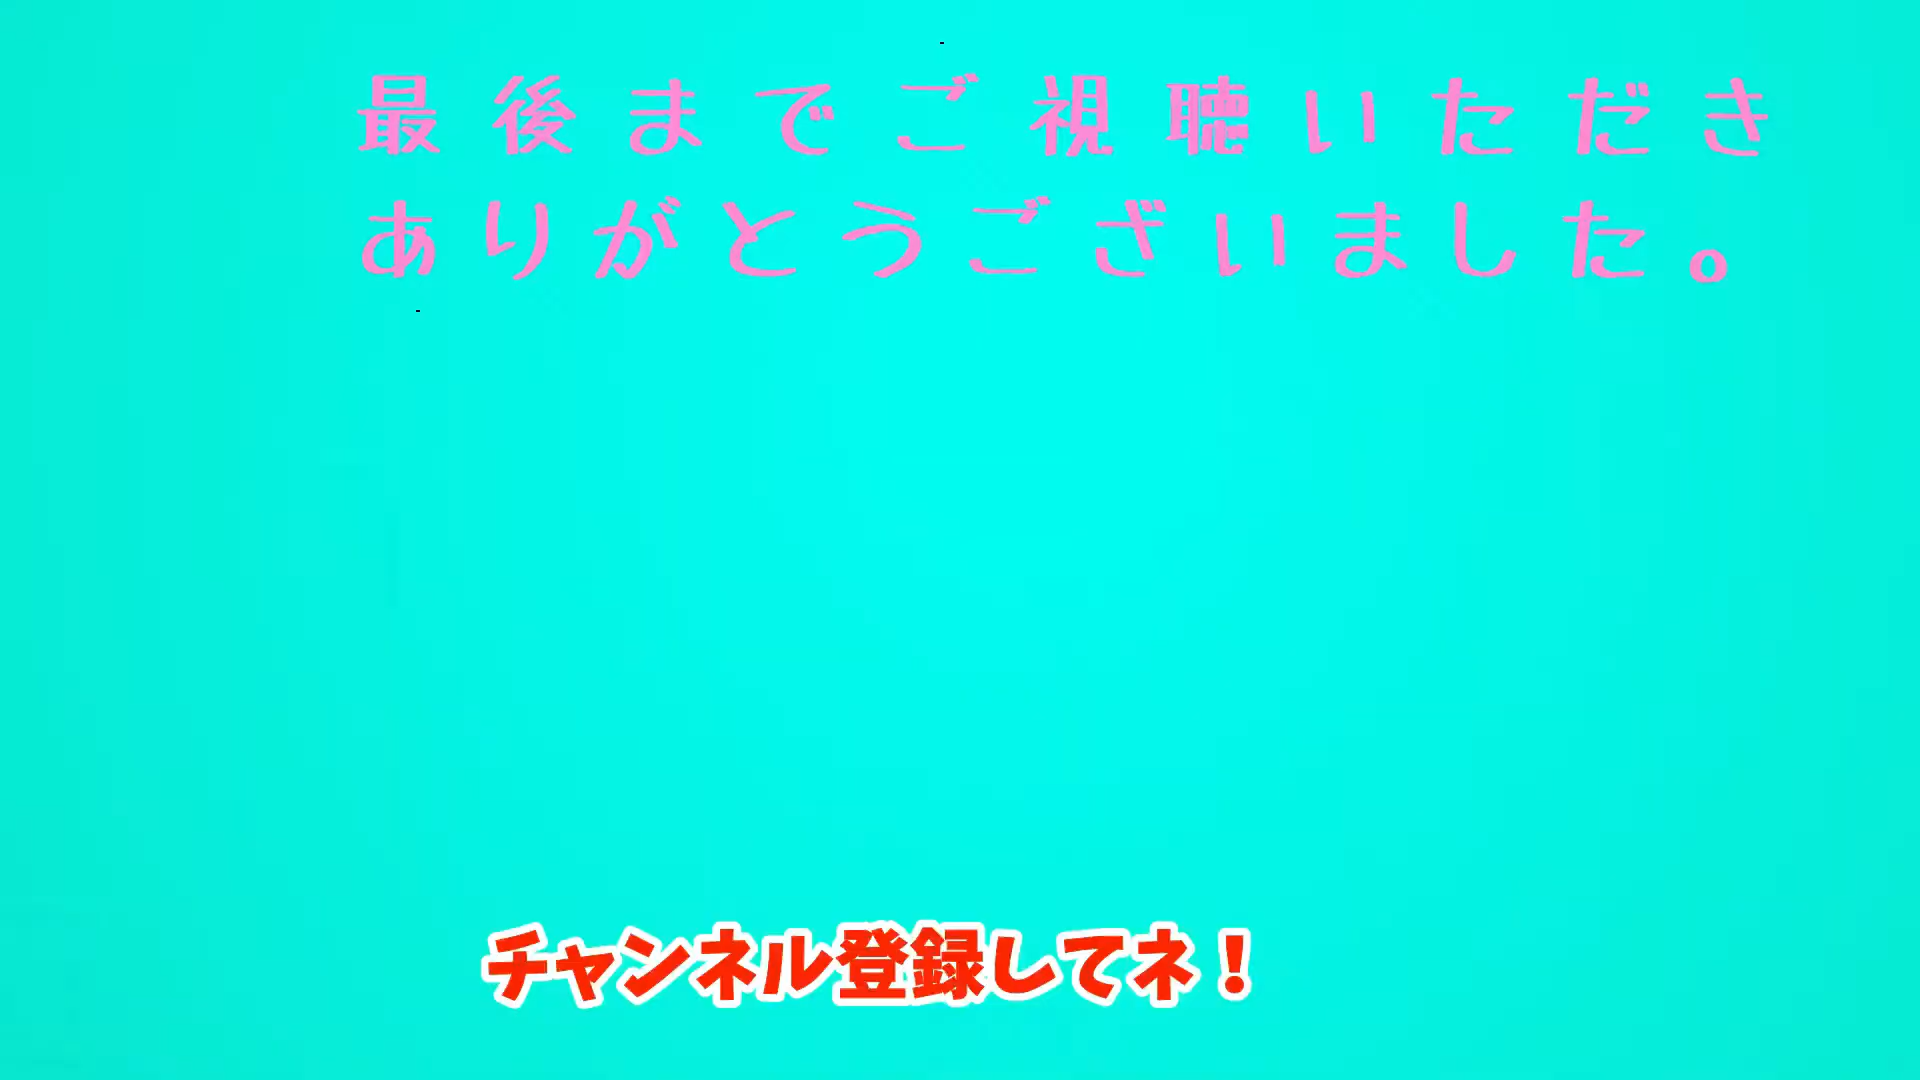 最後までご視聴いただき
ありがとうございました。
チャンネル登録してネ！